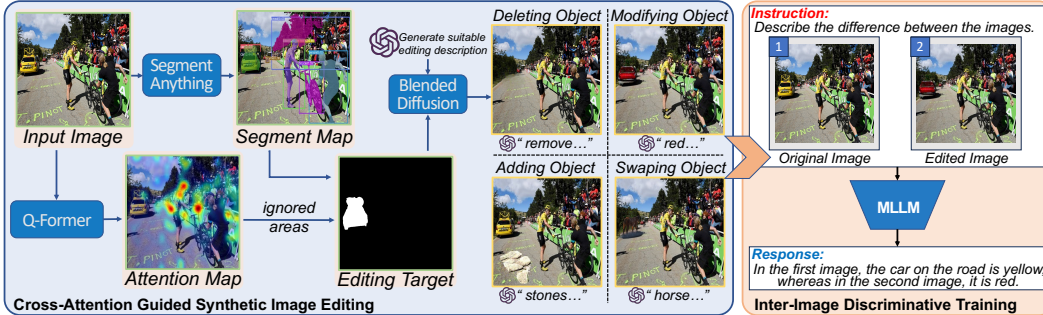 Input Image
Segment
Anything
Segment Map
Generate suitable
editing description
Blended
Diffusion
Q-Former
Attention Map
ignored
areas
Editing Target
Deleting Object
Modifying Object
“ remove…”
“ red…”
Adding Object
Swaping Object
“ stones…”
“ horse…”
Cross-Attention Guided Synthetic Image Editing
Instruction:
Describe the difference between the images.
1
2
Original Image
Edited Image
MLLM
Response:
In the first image, the car on the road is yellow,
whereas in the second image, it is red.
Inter-Image Discriminative Training
PINOT